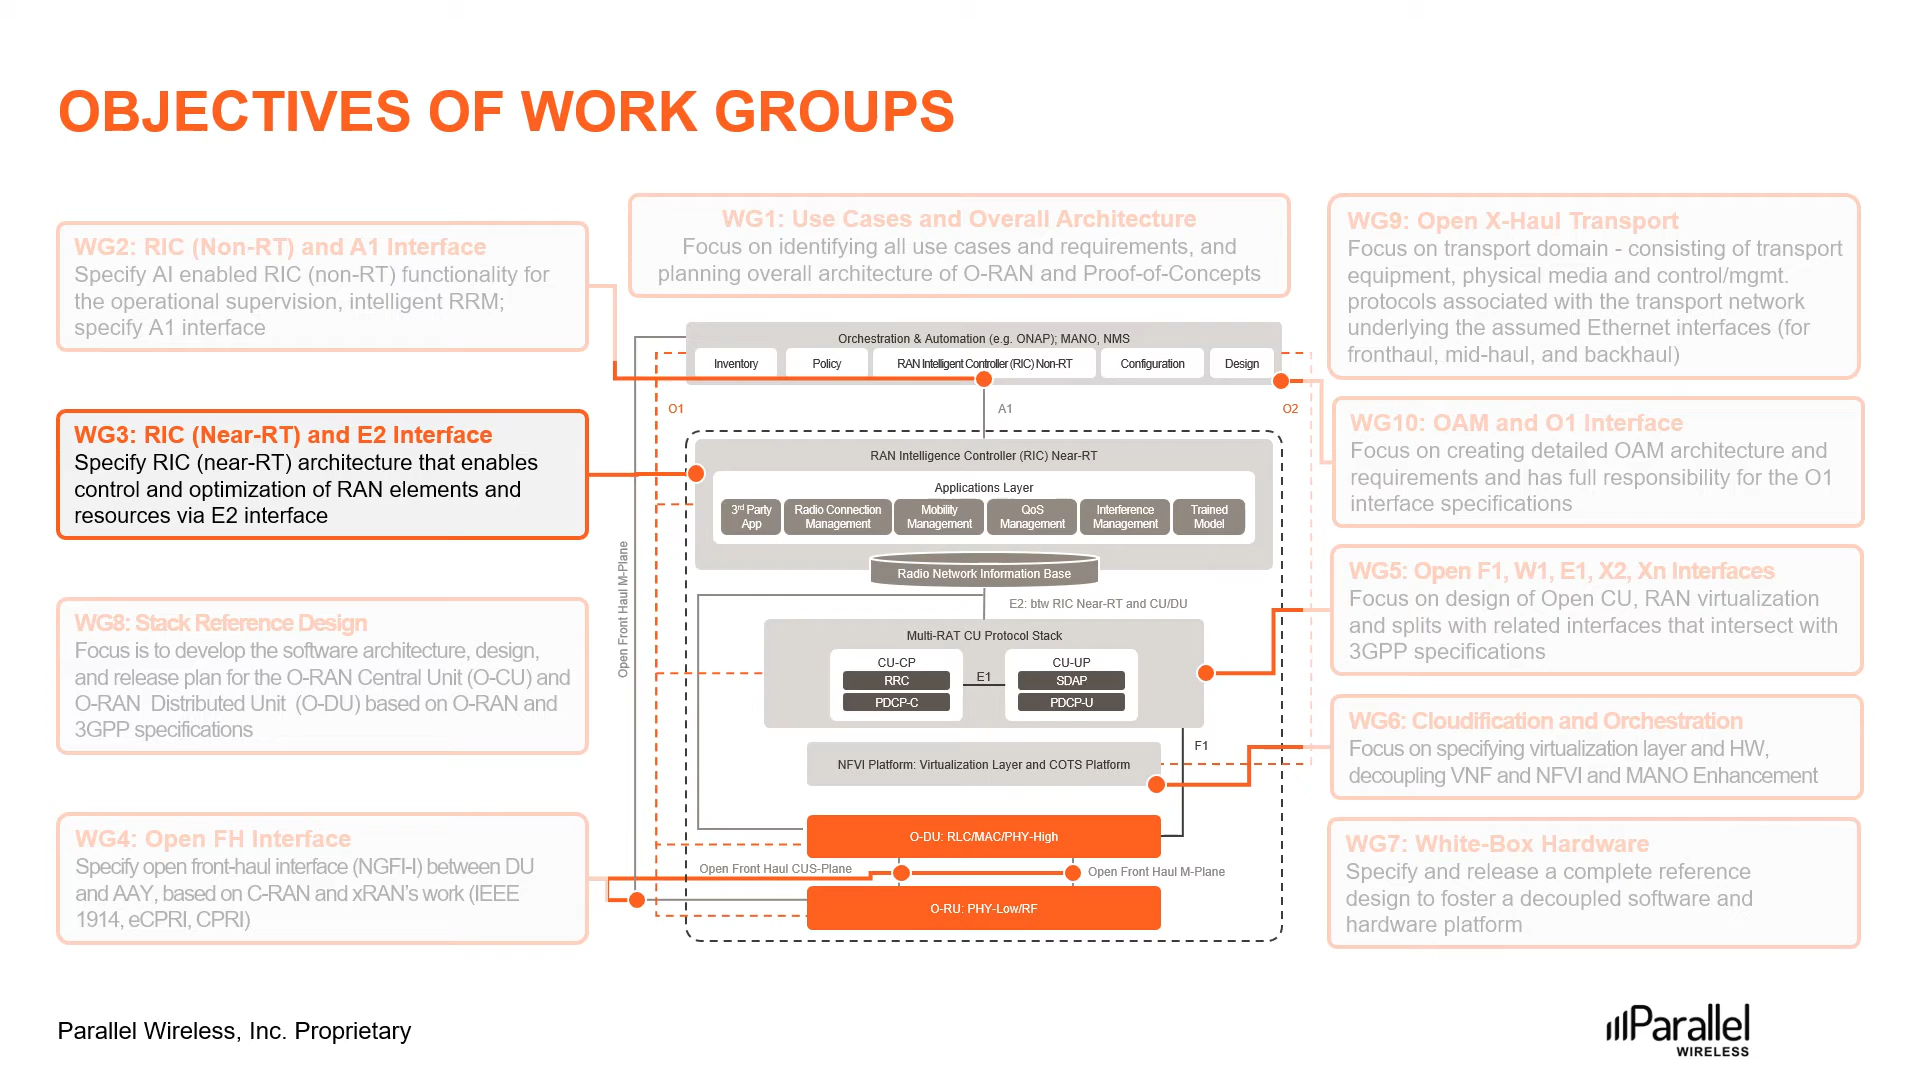 OBJECTIVES OF WORK GROUPS
WG2: RIC (Non-RT) and A1 Interface
Specify AI enabled RIC (non-RT) functionality for
the operational supervision, intelligent RRM;
specify A1 interface
WG3: RIC (Near-RT) and E2 Interface
Specify RIC (near-RT) architecture that enables
control and optimization of RAN elements and
resources via E2 interface
WG8: Stack Reference Design
Focus is to develop the software architecture, design,
and release plan for the O-RAN Central Unit (O-CU) and
O-RAN Distributed Unit (O-DU) based on O-RAN and
3GPP specifications
WG4: Open FH Interface
Specify open front-haul interface (NGFI-I) between DU
and AAY, based on C-RAN and xRAN's work (IEEE
1914, eCPRI, CPRI)
WG1: Use Cases and Overall Architecture
Focus on identifying all use cases and requirements, and
planning overall architecture of O-RAN and Proof-of-Concepts
Orchestration & Automation (e.g. ONAP); MANO, NMS
Inventory
Policy
RAN Intelligent Controller (RIC) Non-RT
Configuration
Design
O1
A1
O2
RAN Intelligence Controller (RIC) Near-RT
Applications Layer
3rd Party
App
Radio Connection
Management
Mobility
Management
QoS
Management
Interference
Management
Trained
Model
Radio Network Information Base
Open Front Haul M-Plane
E2: btw RIC Near-RT and CU/DU
Multi-RAT CU Protocol Stack
CU-CP
RRC
PDCP-C
E1
CU-UP
SDAP
PDCP-U
F1
NFVI Platform: Virtualization Layer and COTS Platform
O-DU: RLC/MAC/PHY-High
Open Front Haul CUS-Plane
Open Front Haul M-Plane
O-RU: PHY-Low/RF
WG9: Open X-Haul Transport
Focus on transport domain - consisting of transport
equipment, physical media and control/mgmt.
protocols associated with the transport network
underlying the assumed Ethernet interfaces (for
fronthaul, mid-haul, and backhaul)
WG10: OAM and O1 Interface
Focus on creating detailed OAM architecture and
requirements and has full responsibility for the O1
interface specifications
WG5: Open F1, W1, E1, X2, Xn Interfaces
Focus on design of Open CU, RAN virtualization
and splits with related interfaces that intersect with
3GPP specifications
WG6: Cloudification and Orchestration
Focus on specifying virtualization layer and HW,
decoupling VNF and NFVI and MANO Enhancement
WG7: White-Box Hardware
Specify and release a complete reference
design to foster a decoupled software and
hardware platform
Parallel Wireless, Inc. Proprietary
Parallel
WIRELESS